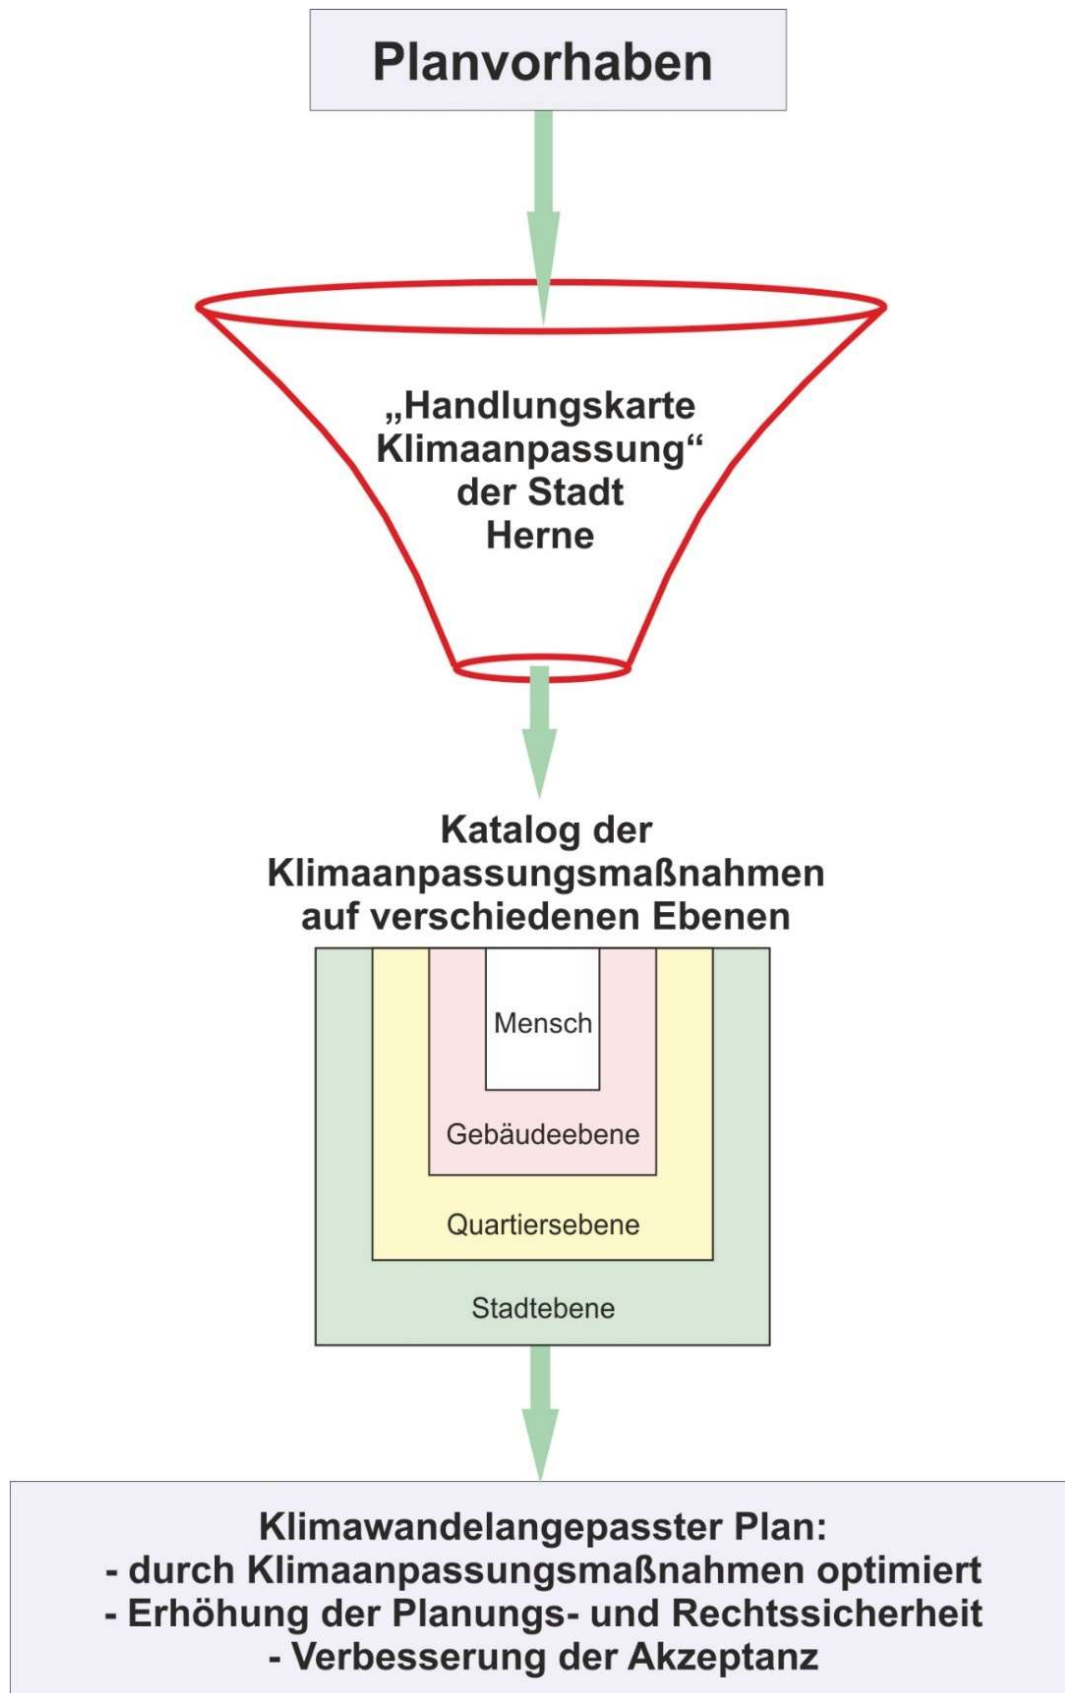 Planvorhaben
„Handlungskarte
Klimaanpassung“
der Stadt
Herne
Katalog der
Klimaanpassungsmaßnahmen
auf verschiedenen Ebenen
Mensch
Gebäudeebene
Quartiersebene
Stadtebene
Klimawandelangepasster Plan:
- durch Klimaanpassungsmaßnahmen optimiert
- Erhöhung der Planungs- und Rechtssicherheit
- Verbesserung der Akzeptanz